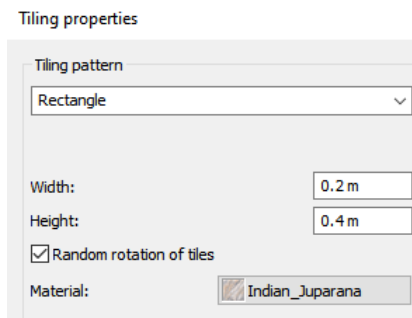 Tiling properties
Tiling pattern
Rectangle
Width: 0.2 m
Height: 0.4 m
Random rotation of tiles
Material: Indian_Juparana